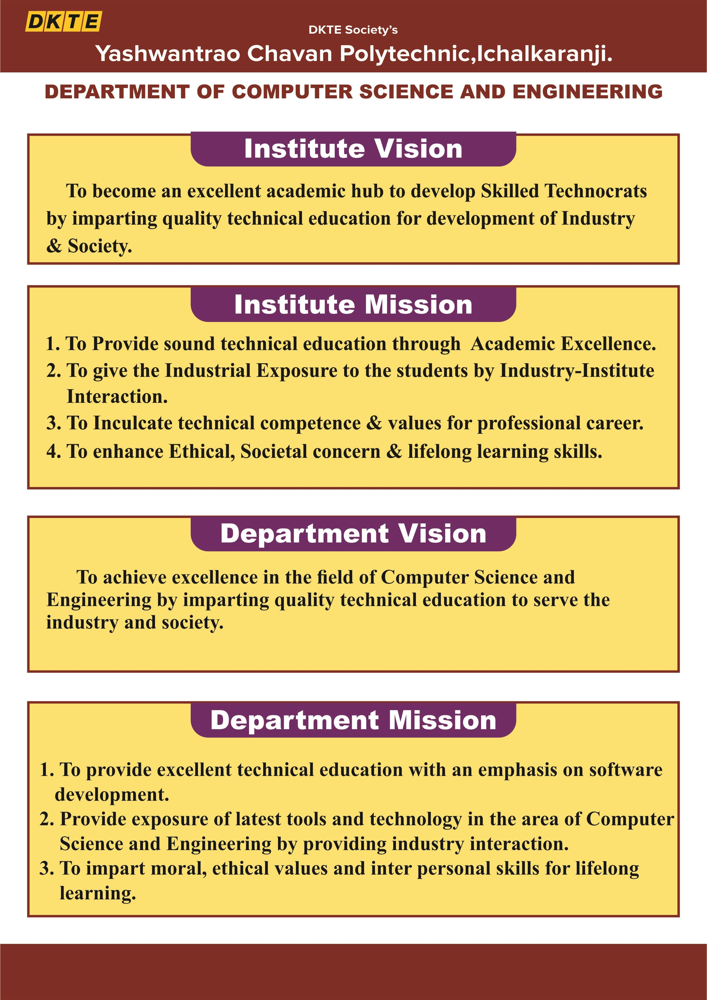 DKTE
DKTE Society’s
Yashwantrao Chavan Polytechnic,Ichalkaranji.
DEPARTMENT OF COMPUTER SCIENCE AND ENGINEERING
Institute Vision
To become an excellent academic hub to develop Skilled Technocrats
by imparting quality technical education for development of Industry
& Society.
Institute Mission
1. To Provide sound technical education through Academic Excellence.
2. To give the Industrial Exposure to the students by Industry-Institute
Interaction.
3. To Inculcate technical competence & values for professional career.
4. To enhance Ethical, Societal concern & lifelong learning skills.
Department Vision
To achieve excellence in the field of Computer Science and
Engineering by imparting quality technical education to serve the
industry and society.
Department Mission
1. To provide excellent technical education with an emphasis on software
development.
2. Provide exposure of latest tools and technology in the area of Computer
Science and Engineering by providing industry interaction.
3. To impart moral, ethical values and inter personal skills for lifelong
learning.